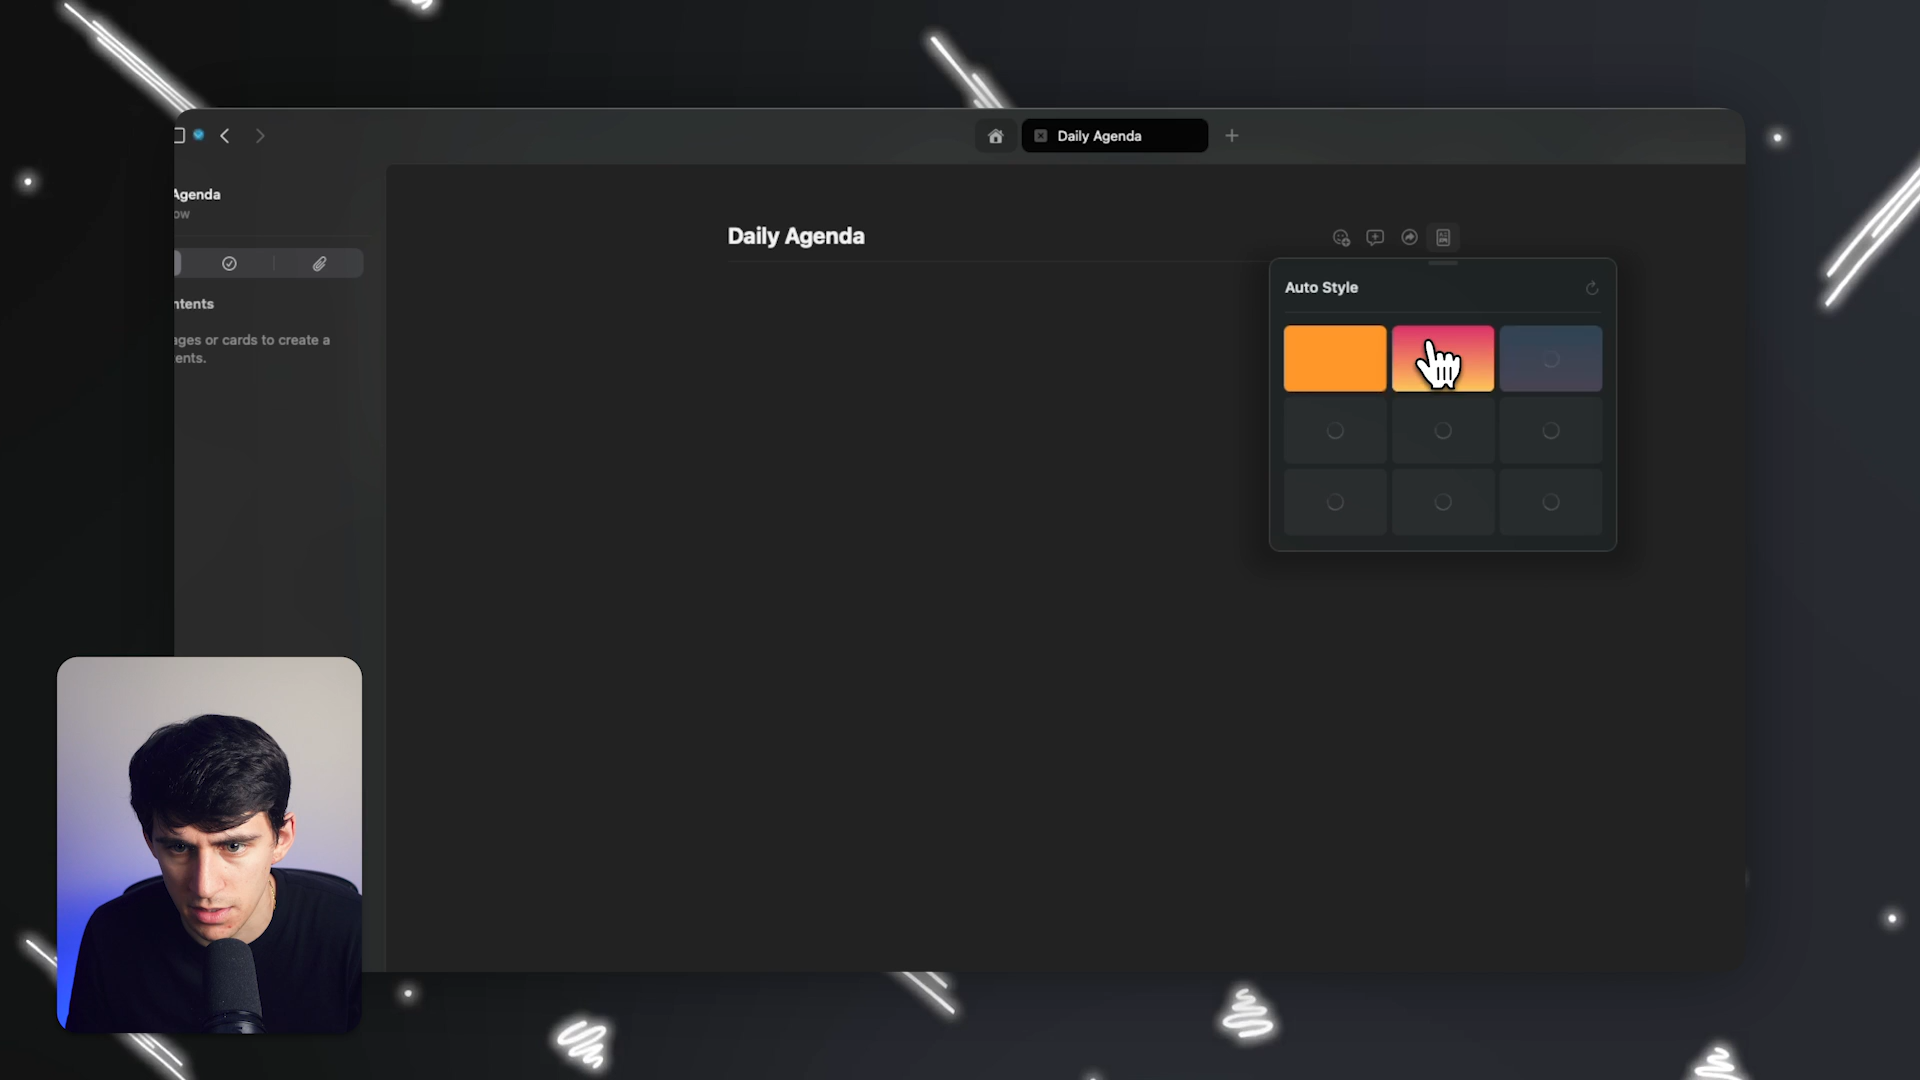 Daily Agenda
Agenda
ow
ntents
ages or cards to create a
ents.
Daily Agenda
Auto Style